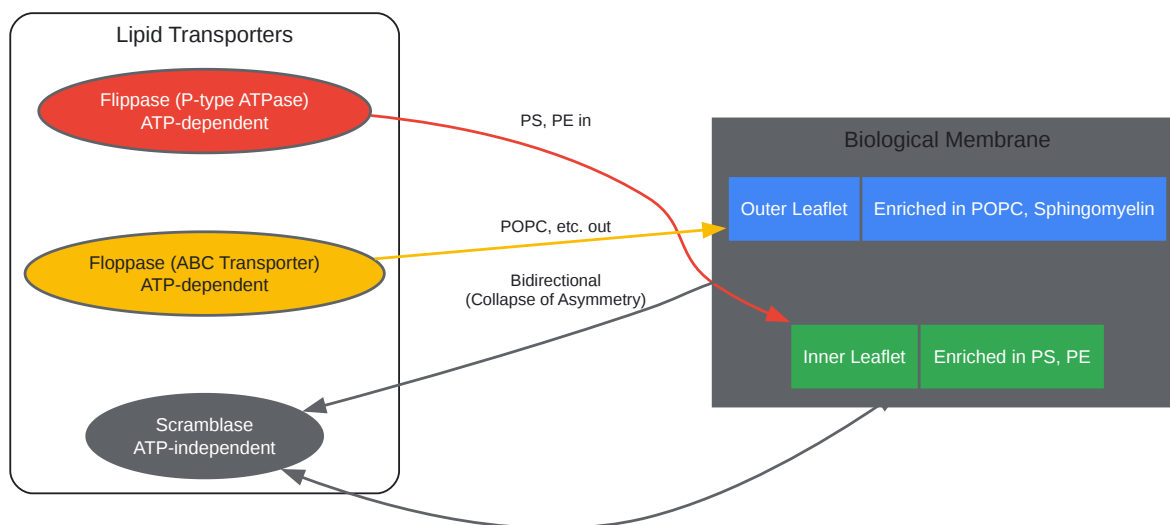 Lipid Transporters
Flippase (P-type ATPase)
ATP-dependent
PS, PE in
Biological Membrane
Outer Leaflet
Enriched in POPC, Sphingomyelin
POPC, etc. out
Floppase (ABC Transporter)
ATP-dependent
Bidirectional
(Collapse of Asymmetry)
Inner Leaflet
Enriched in PS, PE
Scramblase
ATP-independent